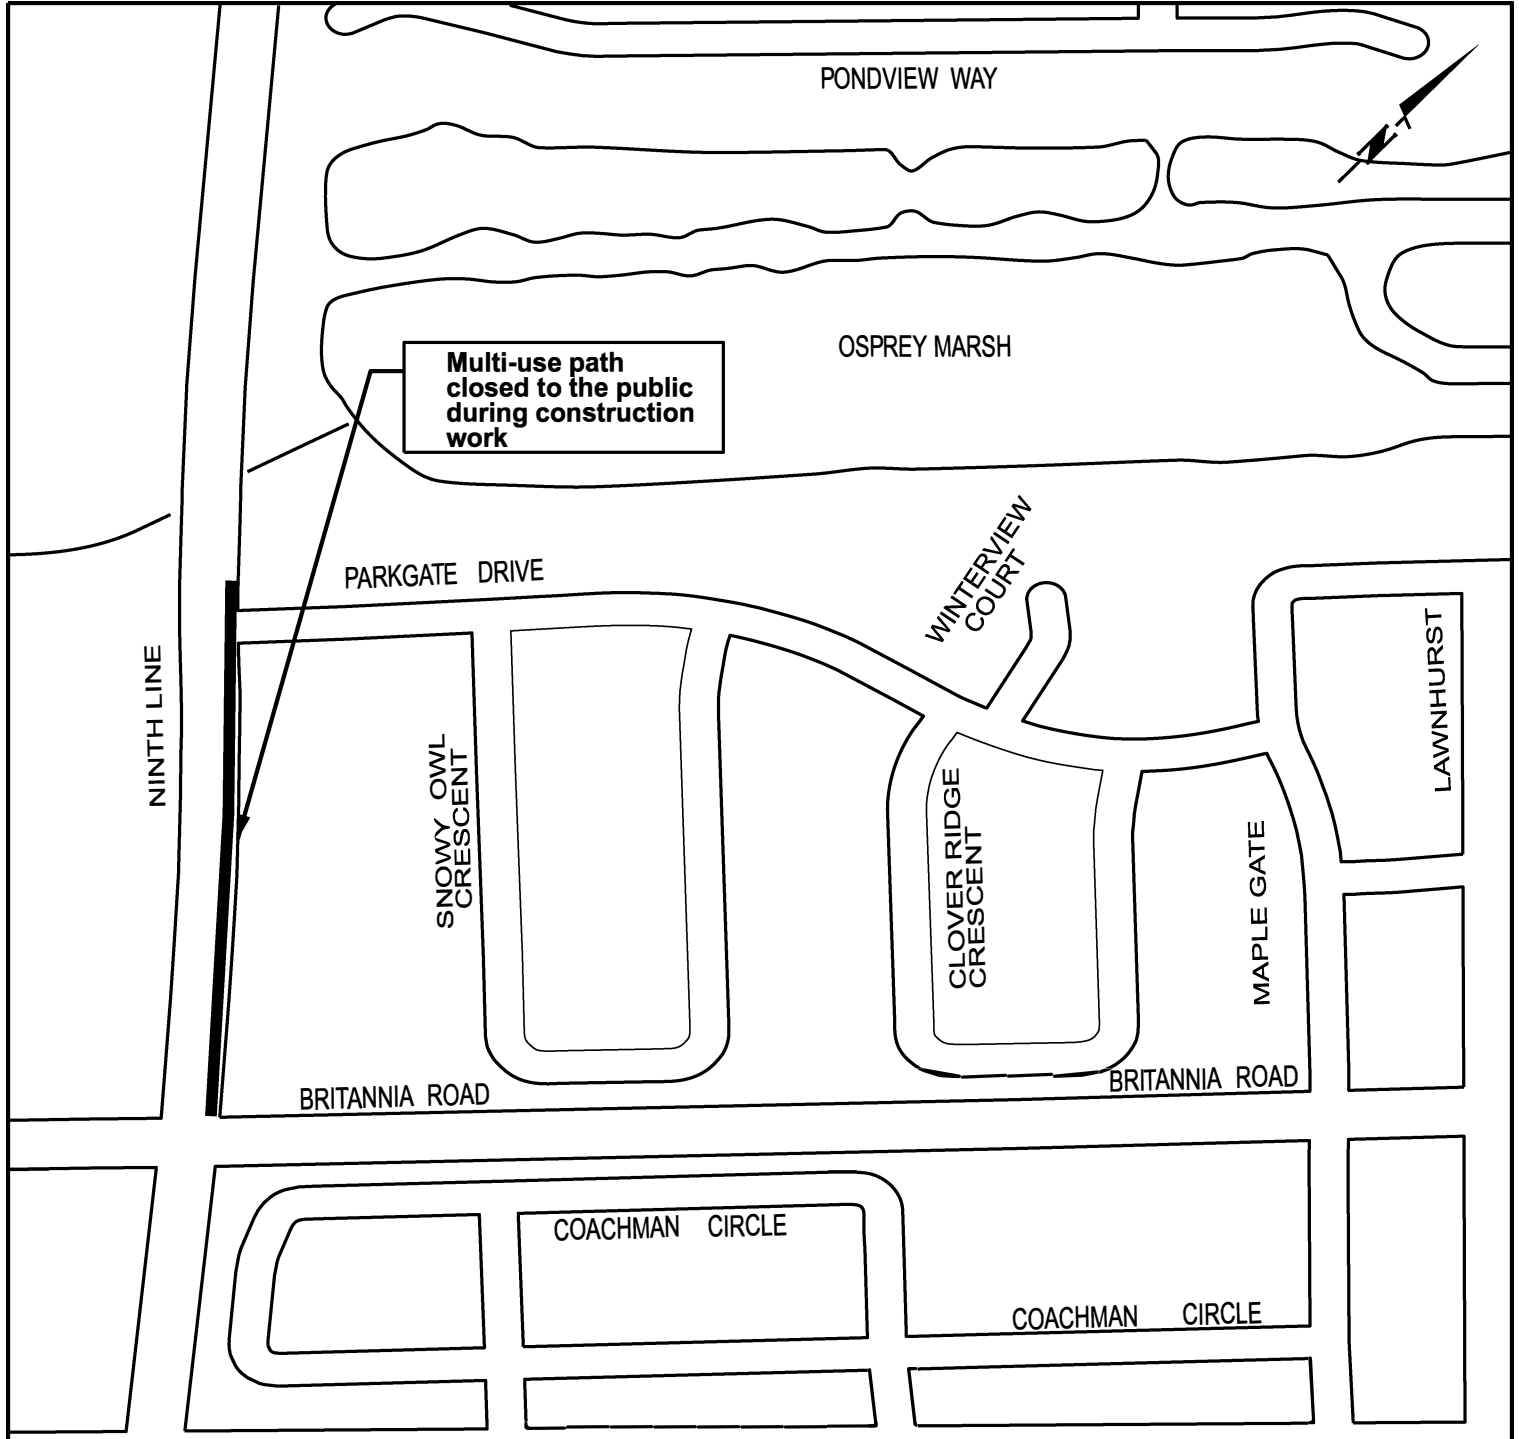 PONDVIEW WAY
N
OSPREY MARSH
Multi-use path
closed to the public
during construction
work
WINTERVIEW
COURT
PARKGATE DRIVE
NINTH LINE
LAWNHURST
SNOWY OWL
CRESCENT
CLOVER RIDGE
CRESCENT
MAPLE GATE
BRITANNIA ROAD
BRITANNIA ROAD
COACHMAN CIRCLE
COACHMAN CIRCLE